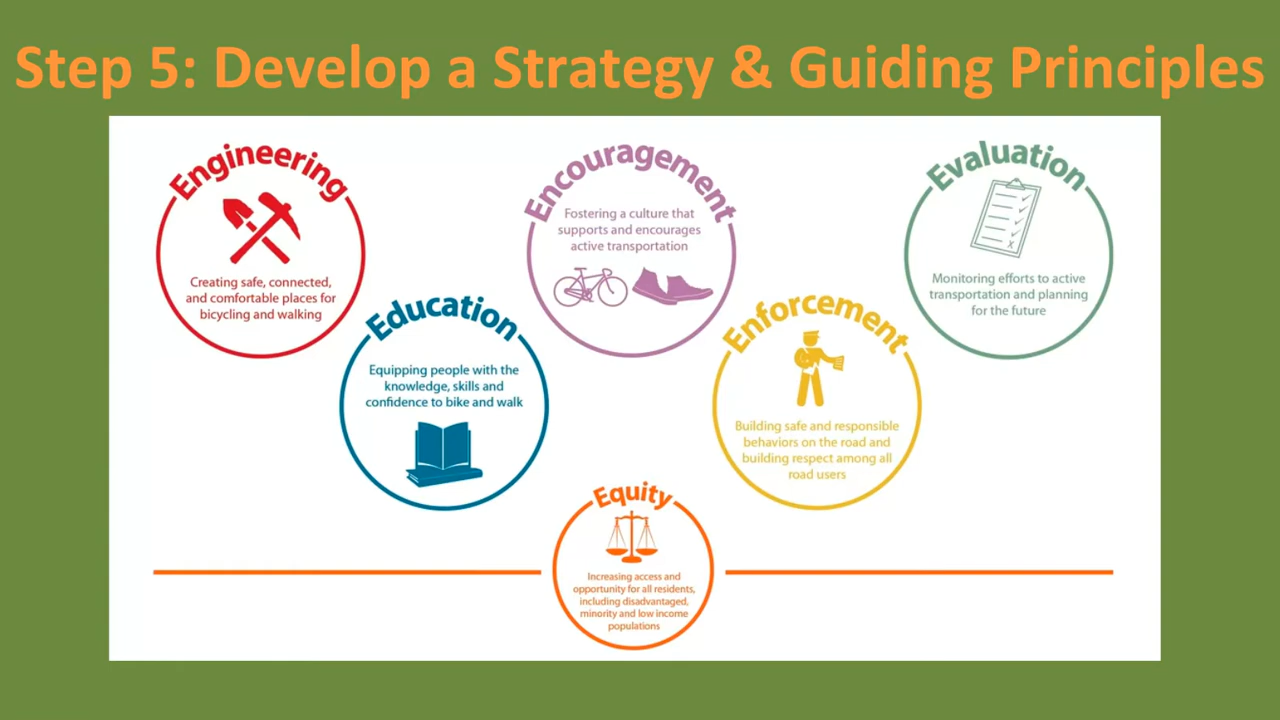 Step 5: Develop a Strategy & Guiding Principles
Engineering
Creating safe, connected,
and comfortable places for
bicycling and walking
Education
Equipping people with the
knowledge, skills and
confidence to bike and walk
Encouragement
Fostering a culture that
supports and encourages
active transportation
Enforcement
Building safe and responsible
behaviors on the road and
building respect among all
road users
Evaluation
Monitoring efforts to active
transportation and planning
for the future
Equity
Increasing access and
opportunity for all residents,
including disadvantaged,
minority and low income
populations